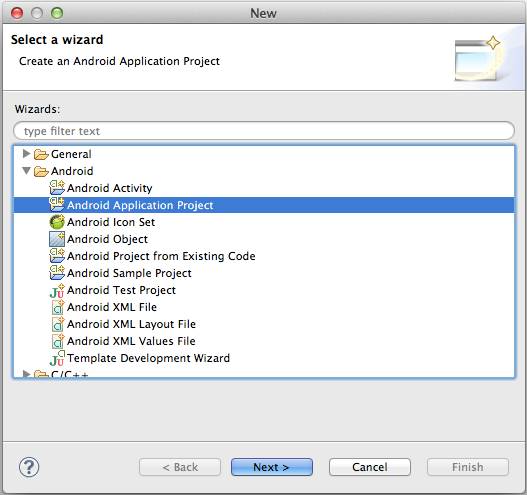 New
Select a wizard
Create an Android Application Project
Wizards:
type filter text
General
Android
Android Activity
Android Application Project
Android Icon Set
Android Object
Android Project from Existing Code
Android Sample Project
Android Test Project
Android XML File
Android XML Layout File
Android XML Values File
Template Development Wizard
C/C++
?
< Back
Next >
Cancel
Finish